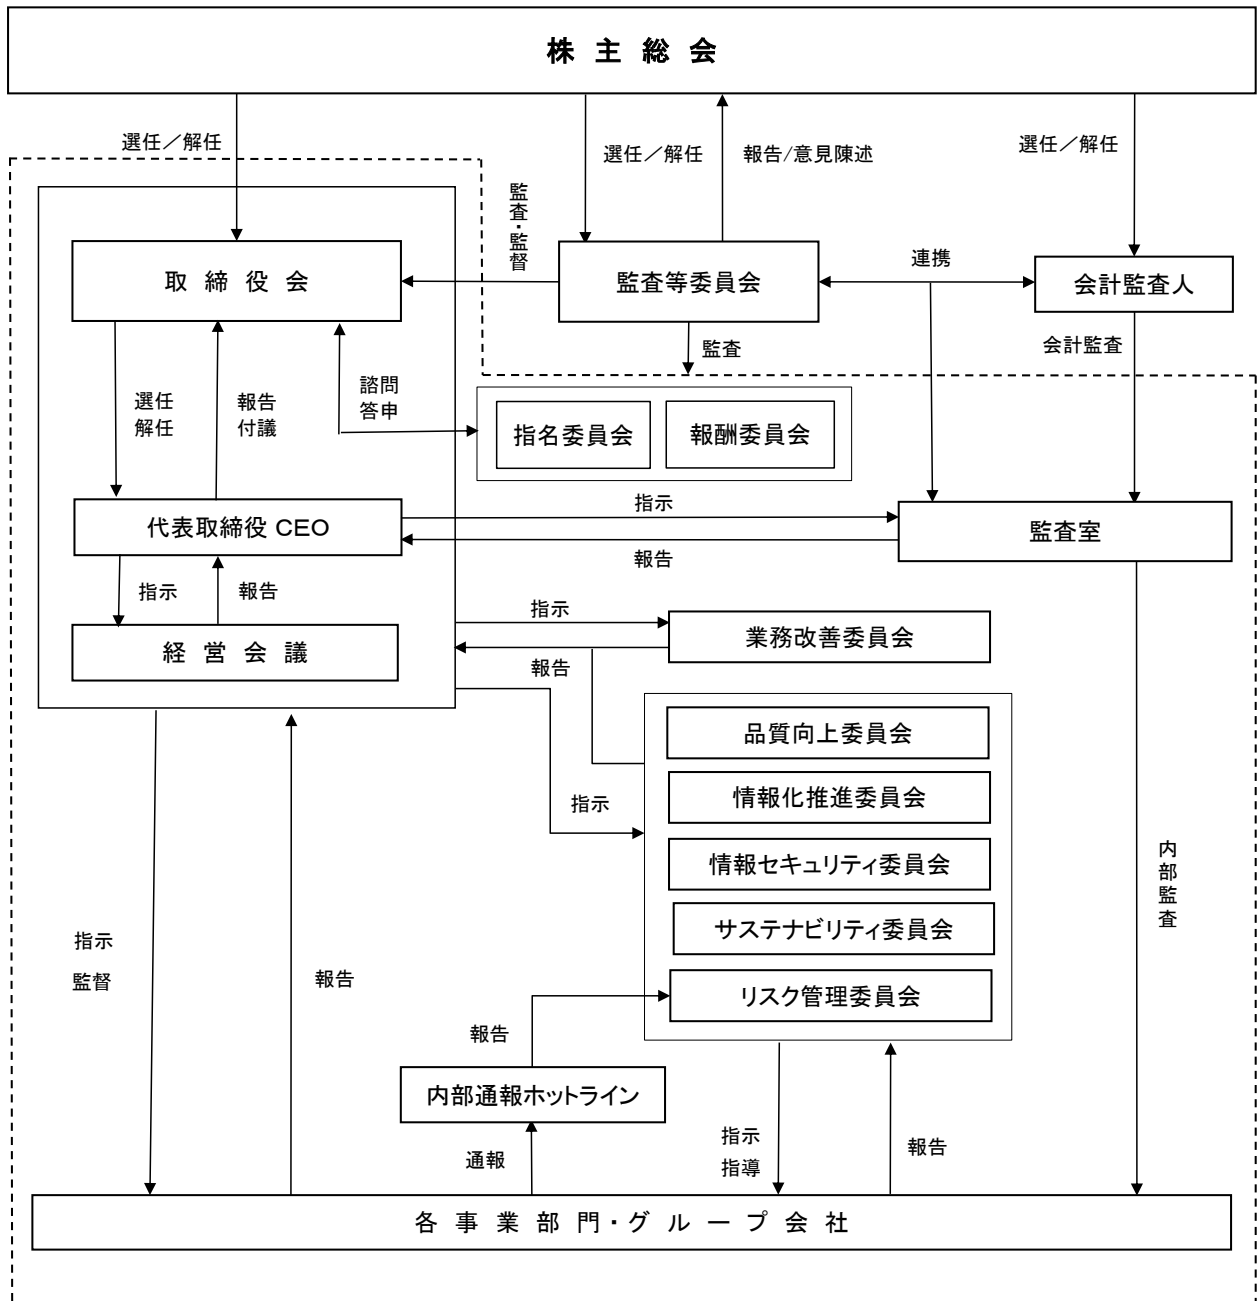 株 主 総 会
選任／解任
選任／解任
報告/意見陳述
選任／解任
監査・監督
取 締 役 会
監査等委員会
連携
会計監査人
監査
会計監査
諮問
答申
選任
解任
報告
付議
指名委員会
報酬委員会
代表取締役 CEO
指示
報告
監査室
指示
報告
経 営 会 議
指示
報告
業務改善委員会
品質向上委員会
情報化推進委員会
指示
情報セキュリティ委員会
内部監査
サステナビリティ委員会
指示
監督
報告
リスク管理委員会
報告
内部通報ホットライン
通報
指示
指導
報告
各 事 業 部 門・グ ル ー プ 会 社